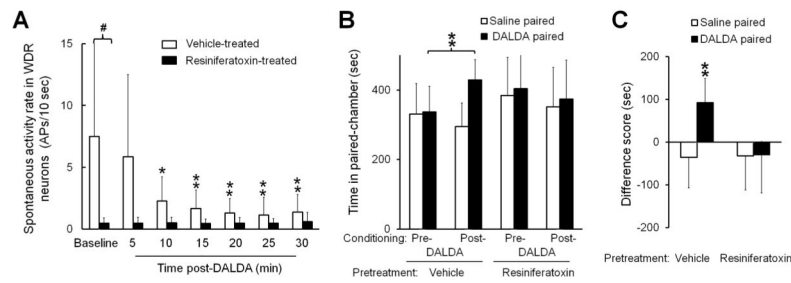 A
#
Vehicle-treated
Resiniferatoxin-treated
Spontaneous activity rate in WDR
neurons (APs/10 sec)
15
10
5
0
* ** ** ** **
Baseline 5 10 15 20 25 30
Time post-DALDA (min)
B
Saline paired
DALDA paired
**
Time in paired-chamber (sec)
400
200
0
Conditioning: Pre- Post- Pre- Post-
DALDA DALDA
Pretreatment: Vehicle Resiniferatoxin
C
Saline paired
DALDA paired
**
Difference score (sec)
200
100
0
-100
-200
Pretreatment: Vehicle Resiniferatoxin